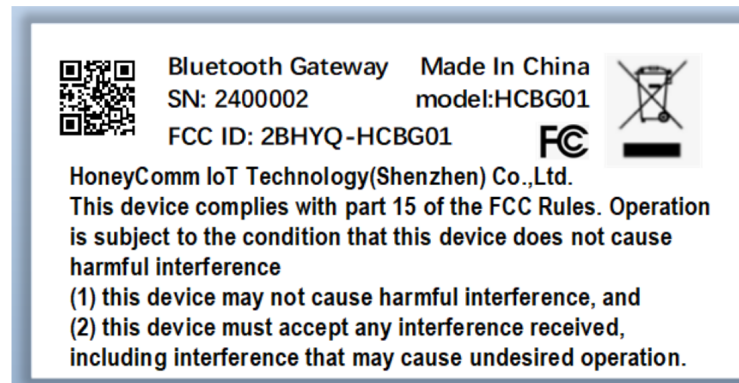 Bluetooth Gateway Made In China
SN: 2400002 model:HCBG01
FCC ID: 2BHYQ-HCBG01 FC
HoneyComm IoT Technology(Shenzhen) Co.,Ltd.
This device complies with part 15 of the FCC Rules. Operation
is subject to the condition that this device does not cause
harmful interference
(1) this device may not cause harmful interference, and
(2) this device must accept any interference received,
including interference that may cause undesired operation.